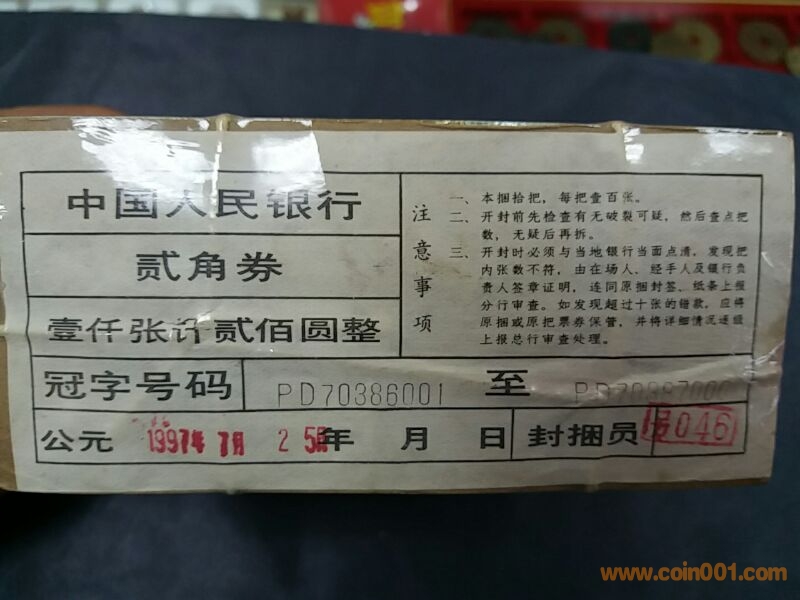 中国人民银行
贰角券
壹仟张计贰佰圆整
注意事项
一、本捆拾把，每把壹百张。
二、开封前先检查有无破裂可疑，然后查点把
数，无疑后再拆。
三、开封时必须与当地银行当面点清，发现把
内张数不符，由在场人、经手人及银行负
责人签章证明，连同原捆封签、纸条上报
分行审查。如发现超过十张的错款，应将
原捆或原把票券保管，并将详细情况逐级
上报总行审查处理。
冠字号码 PD70386001 至 PD70387000
公元 1997年 7月 25日 年 月 日 封捆员 号046
www.coin001.com